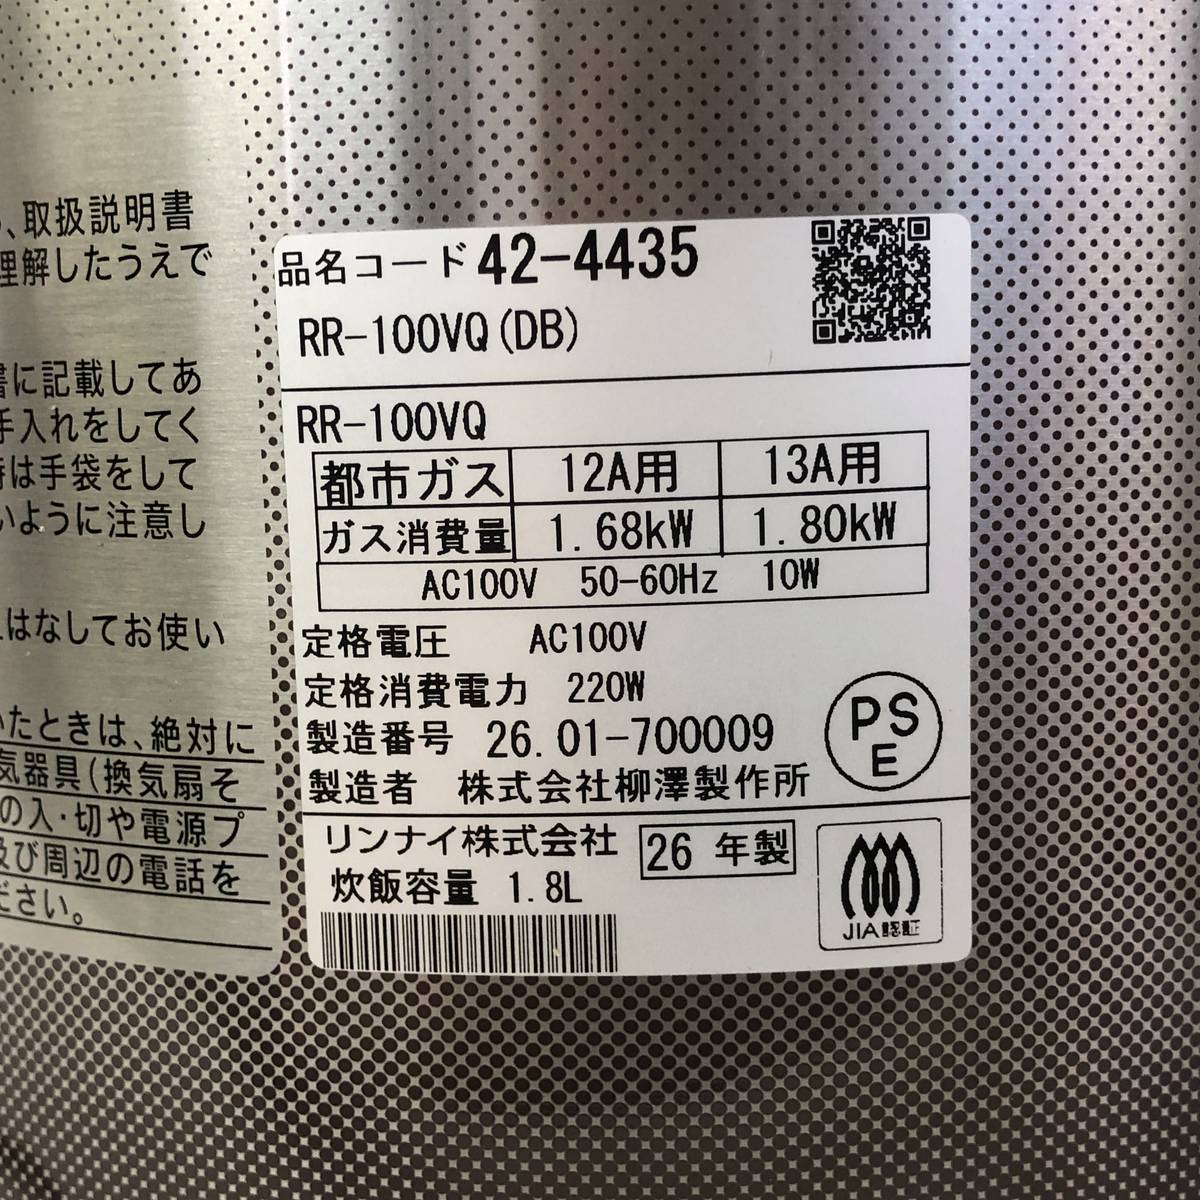 、取扱説明書
理解したうえで
書に記載してあ
手入れをしてく
時は手袋をして
いように注意し
はなしてお使い
いたときは、絶対に
気器具(換気扇そ
の入・切や電源プ
及び周辺の電話を
ださい。
品名コード 42-4435
RR-100VQ(DB)
RR-100VQ
都市ガス 12A用 13A用
ガス消費量 1.68kW 1.80kW
AC100V 50-60Hz 10W
定格電圧 AC100V
定格消費電力 220W
製造番号 26.01-700009
製造者 株式会社柳澤製作所
PS
E
リンナイ株式会社 26 年製
炊飯容量 1.8L
JIA認証